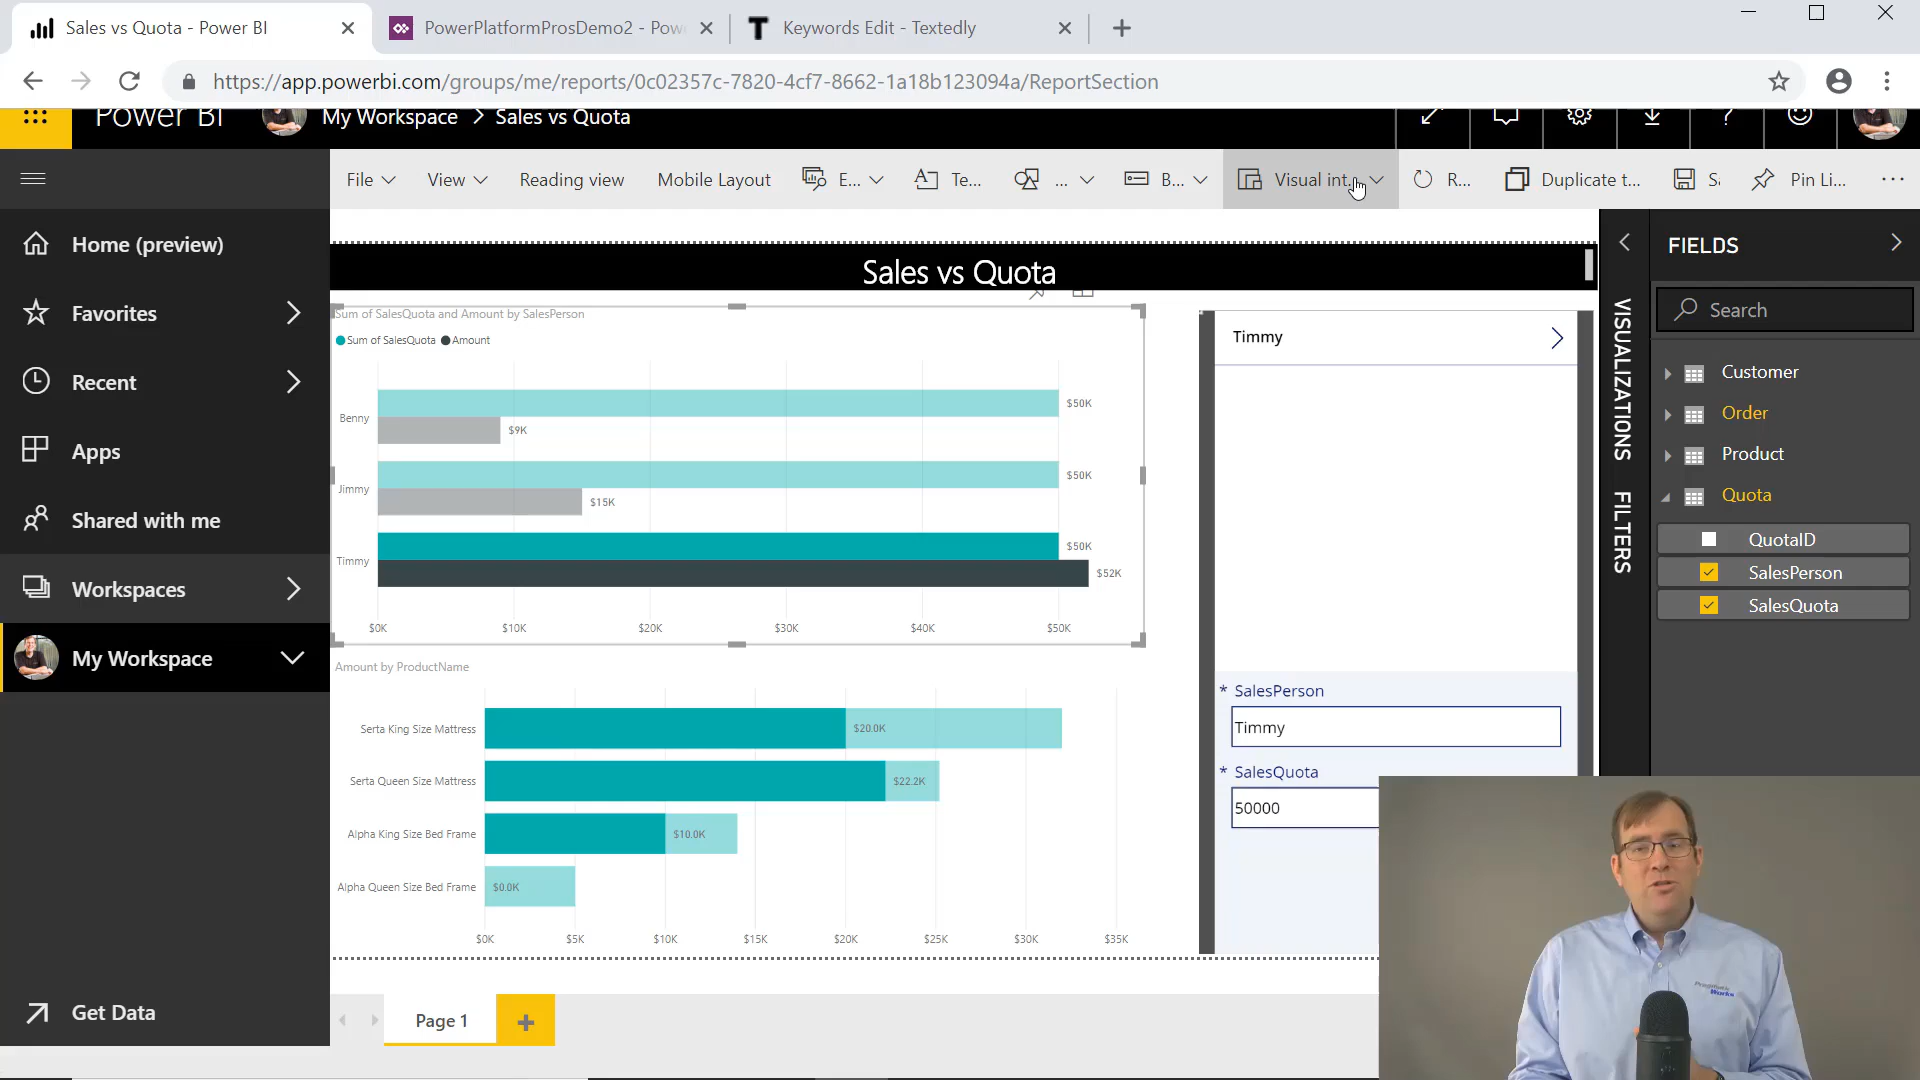 Sales vs Quota - Power BI
PowerPlatformProsDemo2 - Pow
Keywords Edit - Textedly
https://app.powerbi.com/groups/me/reports/0c02357c-7820-4cf7-8662-1a18b123094a/ReportSection
Power BI
My Workspace > Sales vs Quota
File
View
Reading view
Mobile Layout
E...
Te...
...
B...
Visual int...
R...
Duplicate t...
Pin Li...
...
Home (preview)
Favorites
Recent
Apps
Shared with me
Workspaces
My Workspace
Get Data
Sales vs Quota
Sum of SalesQuota and Amount by SalesPerson
Sum of SalesQuota Amount
Benny
$50K
$9K
Jimmy
$50K
$15K
Timmy
$50K
$52K
$0K $10K $20K $30K $40K $50K
Amount by ProductName
Serta King Size Mattress
$20.0K
Serta Queen Size Mattress
$22.2K
Alpha King Size Bed Frame
$10.0K
Alpha Queen Size Bed Frame
$0.0K
$0K $5K $10K $15K $20K $25K $30K $35K
Page 1
Timmy
* SalesPerson
Timmy
* SalesQuota
50000
VISUALIZATIONS
FILTERS
FIELDS
Search
Customer
Order
Product
Quota
QuotaID
SalesPerson
SalesQuota
Pragmatic
Works